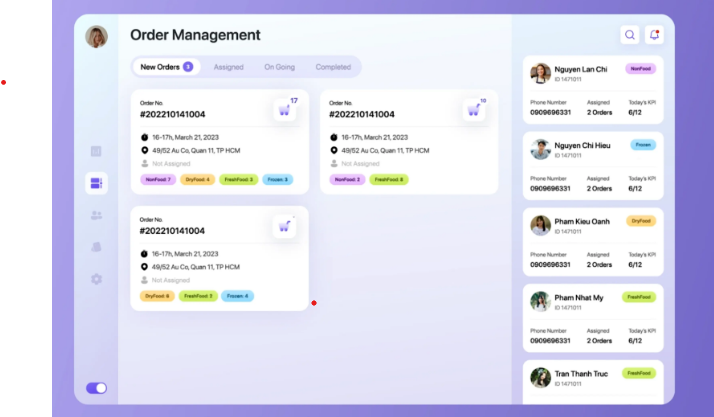 Order Management
New Orders 3 Assigned On Going Completed
Order No. 17
#202210141004
16-17h, March 21, 2023
49/52 Au Co, Quan 11, TP HCM
Not Assigned
NonFood: 7 DryFood: 4 FreshFood: 3 Frozen: 3
Order No. 10
#202210141004
16-17h, March 21, 2023
49/52 Au Co, Quan 11, TP HCM
Not Assigned
NonFood: 2 FreshFood: 8
Order No.
#202210141004
16-17h, March 21, 2023
49/52 Au Co, Quan 11, TP HCM
Not Assigned
DryFood: 6 FreshFood: 3 Frozen: 4
Nguyen Lan Chi NonFood
ID 1471011
Phone Number Assigned Today's KPI
0909696331 2 Orders 6/12
Nguyen Chi Hieu Frozen
ID 1471011
Phone Number Assigned Today's KPI
0909696331 2 Orders 6/12
Pham Kieu Oanh DryFood
ID 1471011
Phone Number Assigned Today's KPI
0909696331 2 Orders 6/12
Pham Nhat My FreshFood
ID 1471011
Phone Number Assigned Today's KPI
0909696331 2 Orders 6/12
Tran Thanh Truc FreshFood
ID 1471011